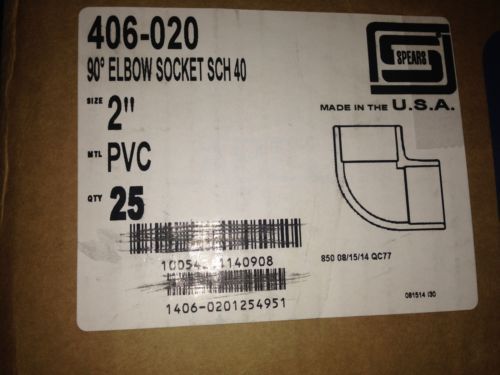 406-020
90° ELBOW SOCKET SCH 40
SPEARS
MADE IN THE U.S.A.
SIZE 2"
MTL PVC
QTY 25
1140908
1406-0201254951
850 08/15/14 QC77
081514